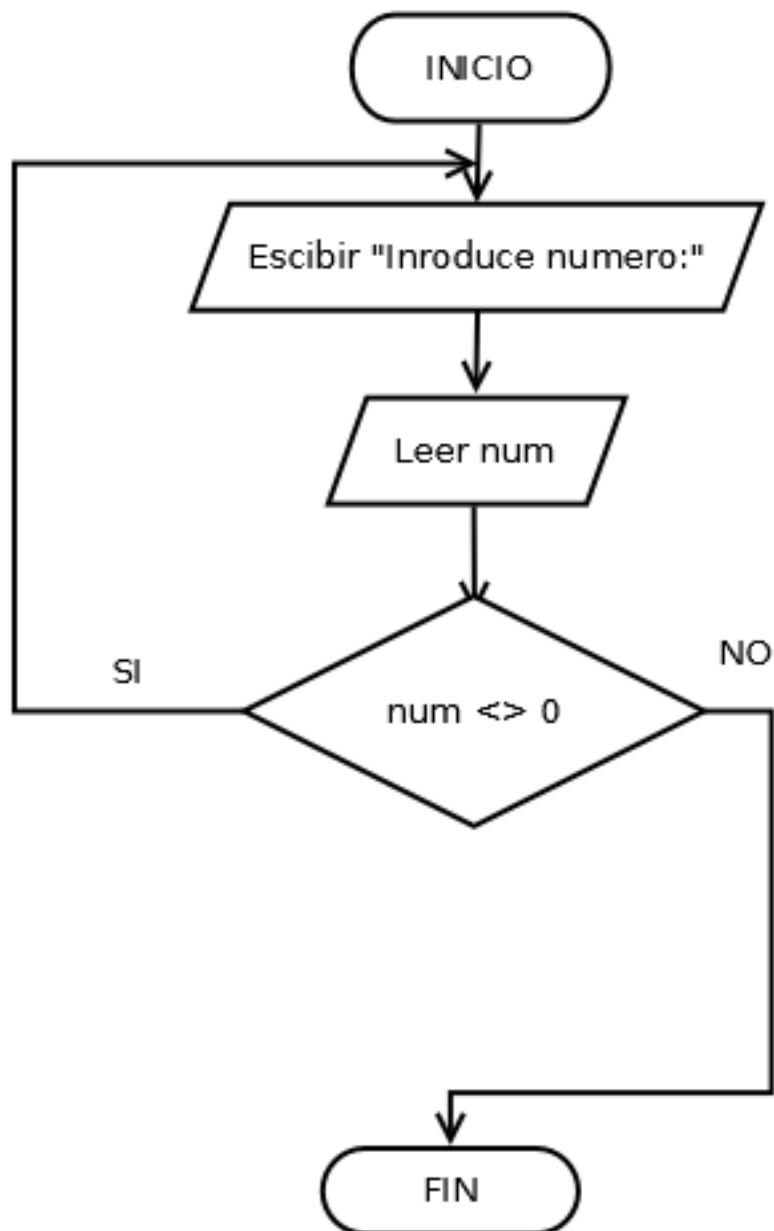 INICIO
Escibir "Inroduce numero:"
Leer num
SI
NO
num <> 0
FIN